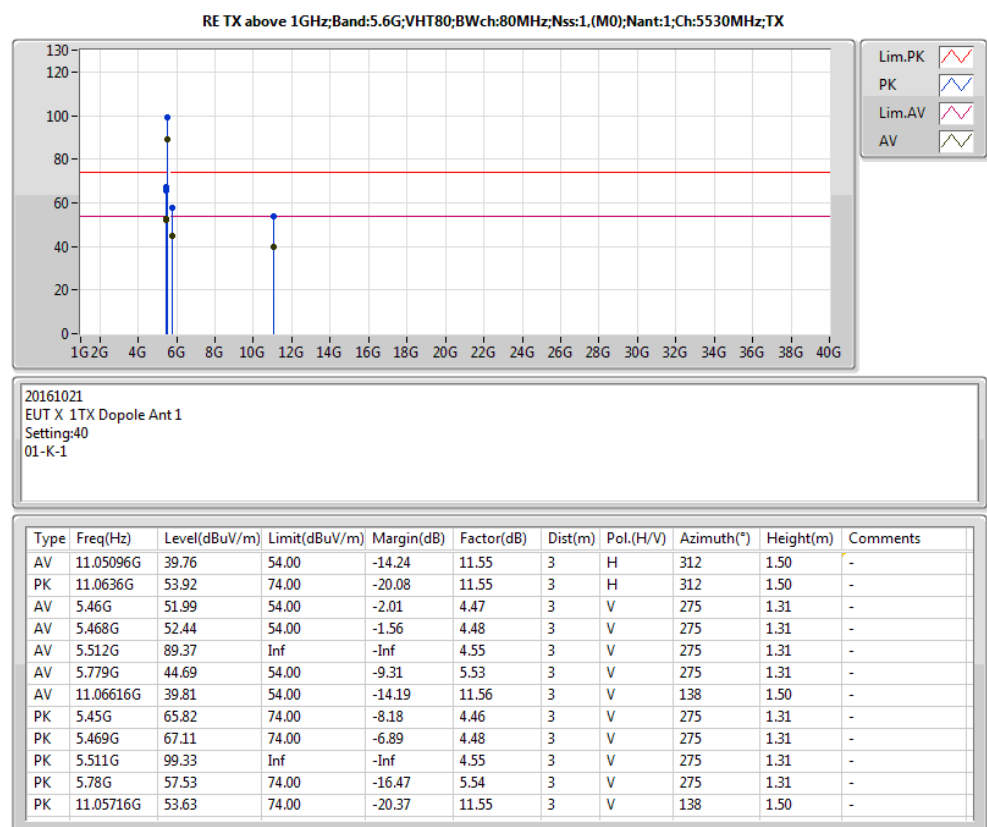 RE TX above 1GHz;Band:5.6G;VHT80;BWch:80MHz;Nss:1,(M0);Nant:1;Ch:5530MHz;TX
130
120
100
80
60
40
20
0
1G 2G 4G 6G 8G 10G 12G 14G 16G 18G 20G 22G 24G 26G 28G 30G 32G 34G 36G 38G 40G
Lim.PK
PK
Lim.AV
AV
20161021
EUT X 1TX Dopole Ant 1
Setting:40
01-K-1
Type Freq(Hz) Level(dBuV/m) Limit(dBuV/m) Margin(dB) Factor(dB) Dist(m) Pol.(H/V) Azimuth(°) Height(m) Comments
AV 11.05096G 39.76 54.00 -14.24 11.55 3 H 312 1.50 -
PK 11.0636G 53.92 74.00 -20.08 11.55 3 H 312 1.50 -
AV 5.46G 51.99 54.00 -2.01 4.47 3 V 275 1.31 -
AV 5.468G 52.44 54.00 -1.56 4.48 3 V 275 1.31 -
AV 5.512G 89.37 Inf -Inf 4.55 3 V 275 1.31 -
AV 5.779G 44.69 54.00 -9.31 5.53 3 V 275 1.31 -
AV 11.06616G 39.81 54.00 -14.19 11.56 3 V 138 1.50 -
PK 5.45G 65.82 74.00 -8.18 4.46 3 V 275 1.31 -
PK 5.469G 67.11 74.00 -6.89 4.48 3 V 275 1.31 -
PK 5.511G 99.33 Inf -Inf 4.55 3 V 275 1.31 -
PK 5.78G 57.53 74.00 -16.47 5.54 3 V 275 1.31 -
PK 11.05716G 53.63 74.00 -20.37 11.55 3 V 138 1.50 -